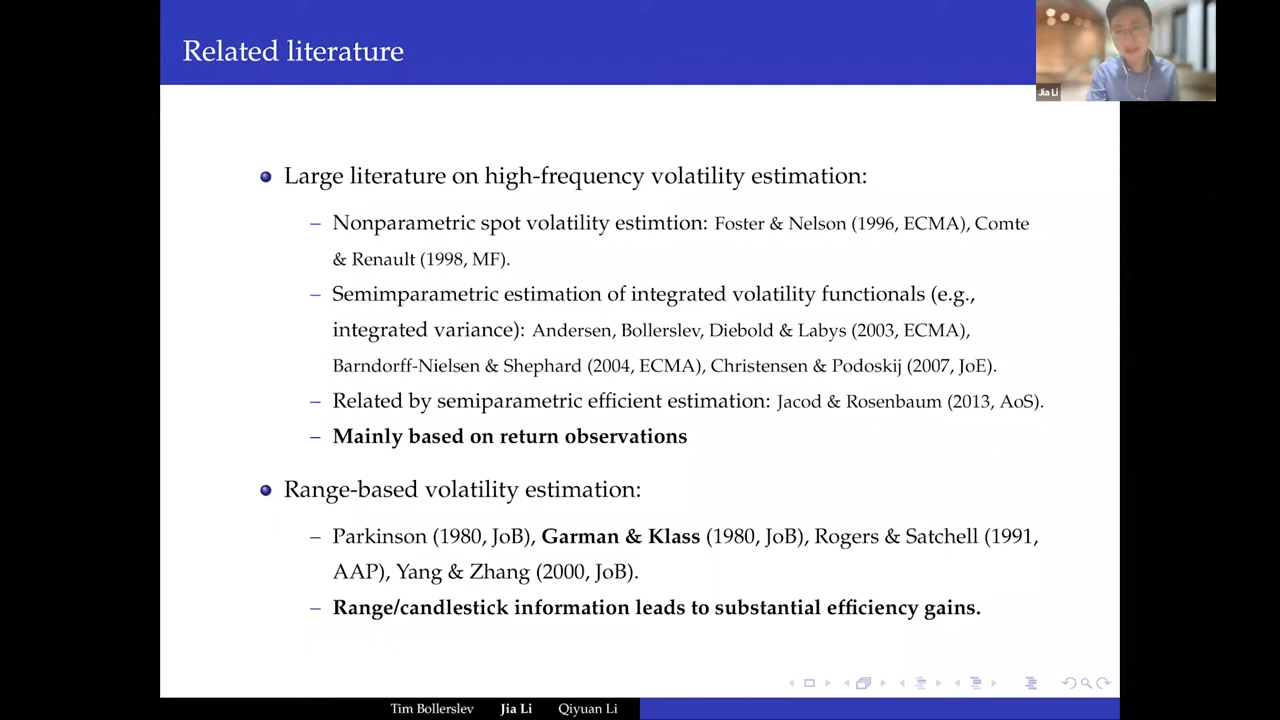 Related literature
Jia Li
Large literature on high-frequency volatility estimation:
– Nonparametric spot volatility estimtion: Foster & Nelson (1996, ECMA), Comte
& Renault (1998, MF).
– Semimparametric estimation of integrated volatility functionals (e.g.,
integrated variance): Andersen, Bollerslev, Diebold & Labys (2003, ECMA),
Barndorff-Nielsen & Shephard (2004, ECMA), Christensen & Podoskij (2007, JoE).
– Related by semiparametric efficient estimation: Jacod & Rosenbaum (2013, AoS).
– Mainly based on return observations
Range-based volatility estimation:
– Parkinson (1980, JoB), Garman & Klass (1980, JoB), Rogers & Satchell (1991,
AAP), Yang & Zhang (2000, JoB).
– Range/candlestick information leads to substantial efficiency gains.
Tim Bollerslev Jia Li Qiyuan Li